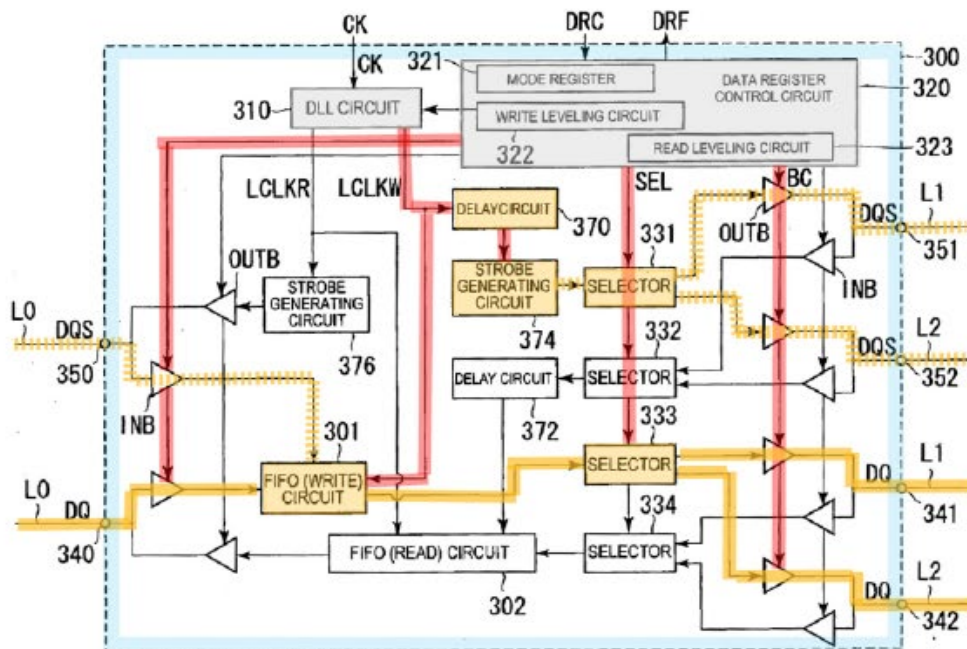 CK
DRC
DRF
300
CK
321
MODE REGISTER
DATA REGISTER
CONTROL CIRCUIT
320
310
DLL CIRCUIT
WRITE LEVELING CIRCUIT
322
READ LEVELING CIRCUIT
323
LCLKR
LCLKW
SEL
BC
L1
DELAY CIRCUIT
370
331
OUTB
DQS
351
OUTB
STROBE
GENERATING
CIRCUIT
376
STROBE
GENERATING
CIRCUIT
374
SELECTOR
INB
L0
DQS
350
332
L2
DQS
352
INB
DELAY CIRCUIT
372
SELECTOR
301
FIFO (WRITE)
CIRCUIT
333
SELECTOR
L1
DQ
341
L0
DQ
340
334
SELECTOR
FIFO (READ) CIRCUIT
302
L2
DQ
342